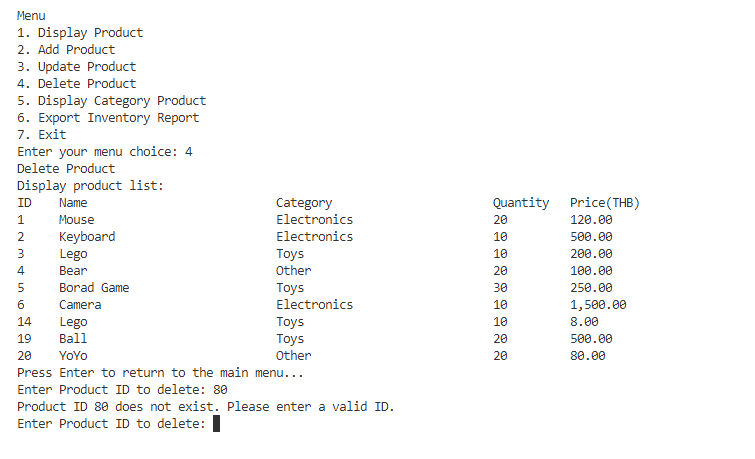 Menu
1. Display Product
2. Add Product
3. Update Product
4. Delete Product
5. Display Category Product
6. Export Inventory Report
7. Exit
Enter your menu choice: 4
Delete Product
Display product list:
ID Name Category Quantity Price(THB)
1 Mouse Electronics 20 120.00
2 Keyboard Electronics 10 500.00
3 Lego Toys 10 200.00
4 Bear Other 20 100.00
5 Borad Game Toys 30 250.00
6 Camera Electronics 10 1,500.00
14 Lego Toys 10 8.00
19 Ball Toys 20 500.00
20 YoYo Other 20 80.00
Press Enter to return to the main menu...
Enter Product ID to delete: 80
Product ID 80 does not exist. Please enter a valid ID.
Enter Product ID to delete: